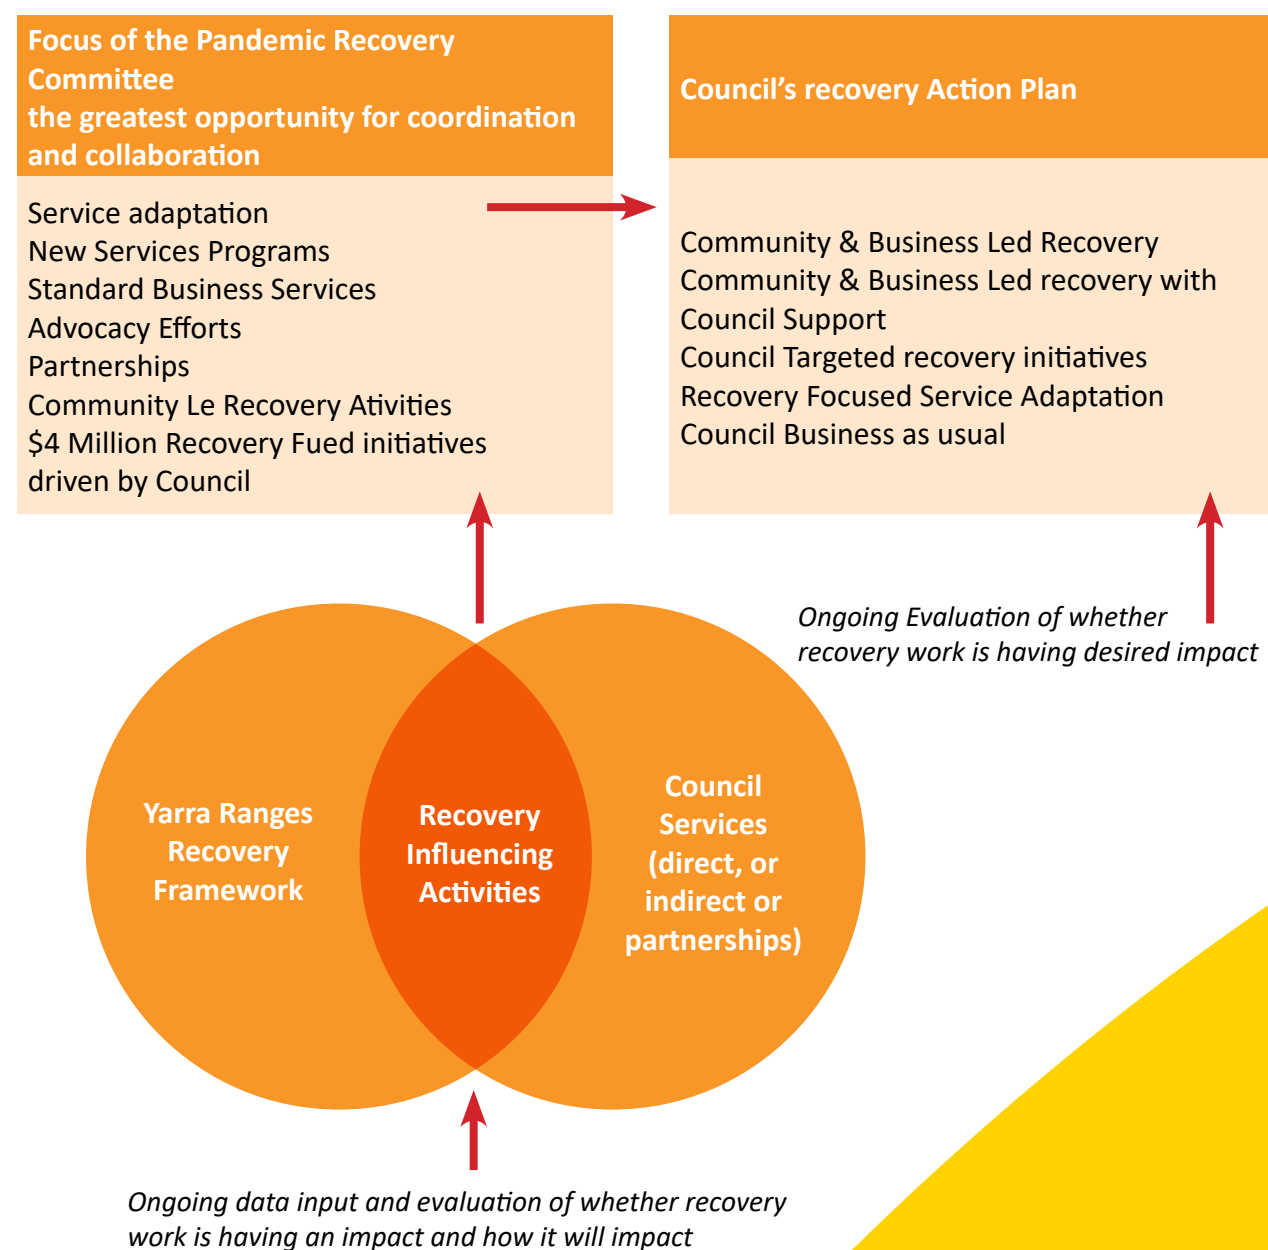 Focus of the Pandemic Recovery
Committee
the greatest opportunity for coordination
and collaboration
Service adaptation
New Services Programs
Standard Business Services
Advocacy Efforts
Partnerships
Community Le Recovery Ativities
$4 Million Recovery Fued initiatives
driven by Council
Council’s recovery Action Plan
Community & Business Led Recovery
Community & Business Led recovery with
Council Support
Council Targeted recovery initiatives
Recovery Focused Service Adaptation
Council Business as usual
Ongoing Evaluation of whether
recovery work is having desired impact
Yarra Ranges
Recovery
Framework
Recovery
Influencing
Activities
Council
Services
(direct, or
indirect or
partnerships)
Ongoing data input and evaluation of whether recovery
work is having an impact and how it will impact